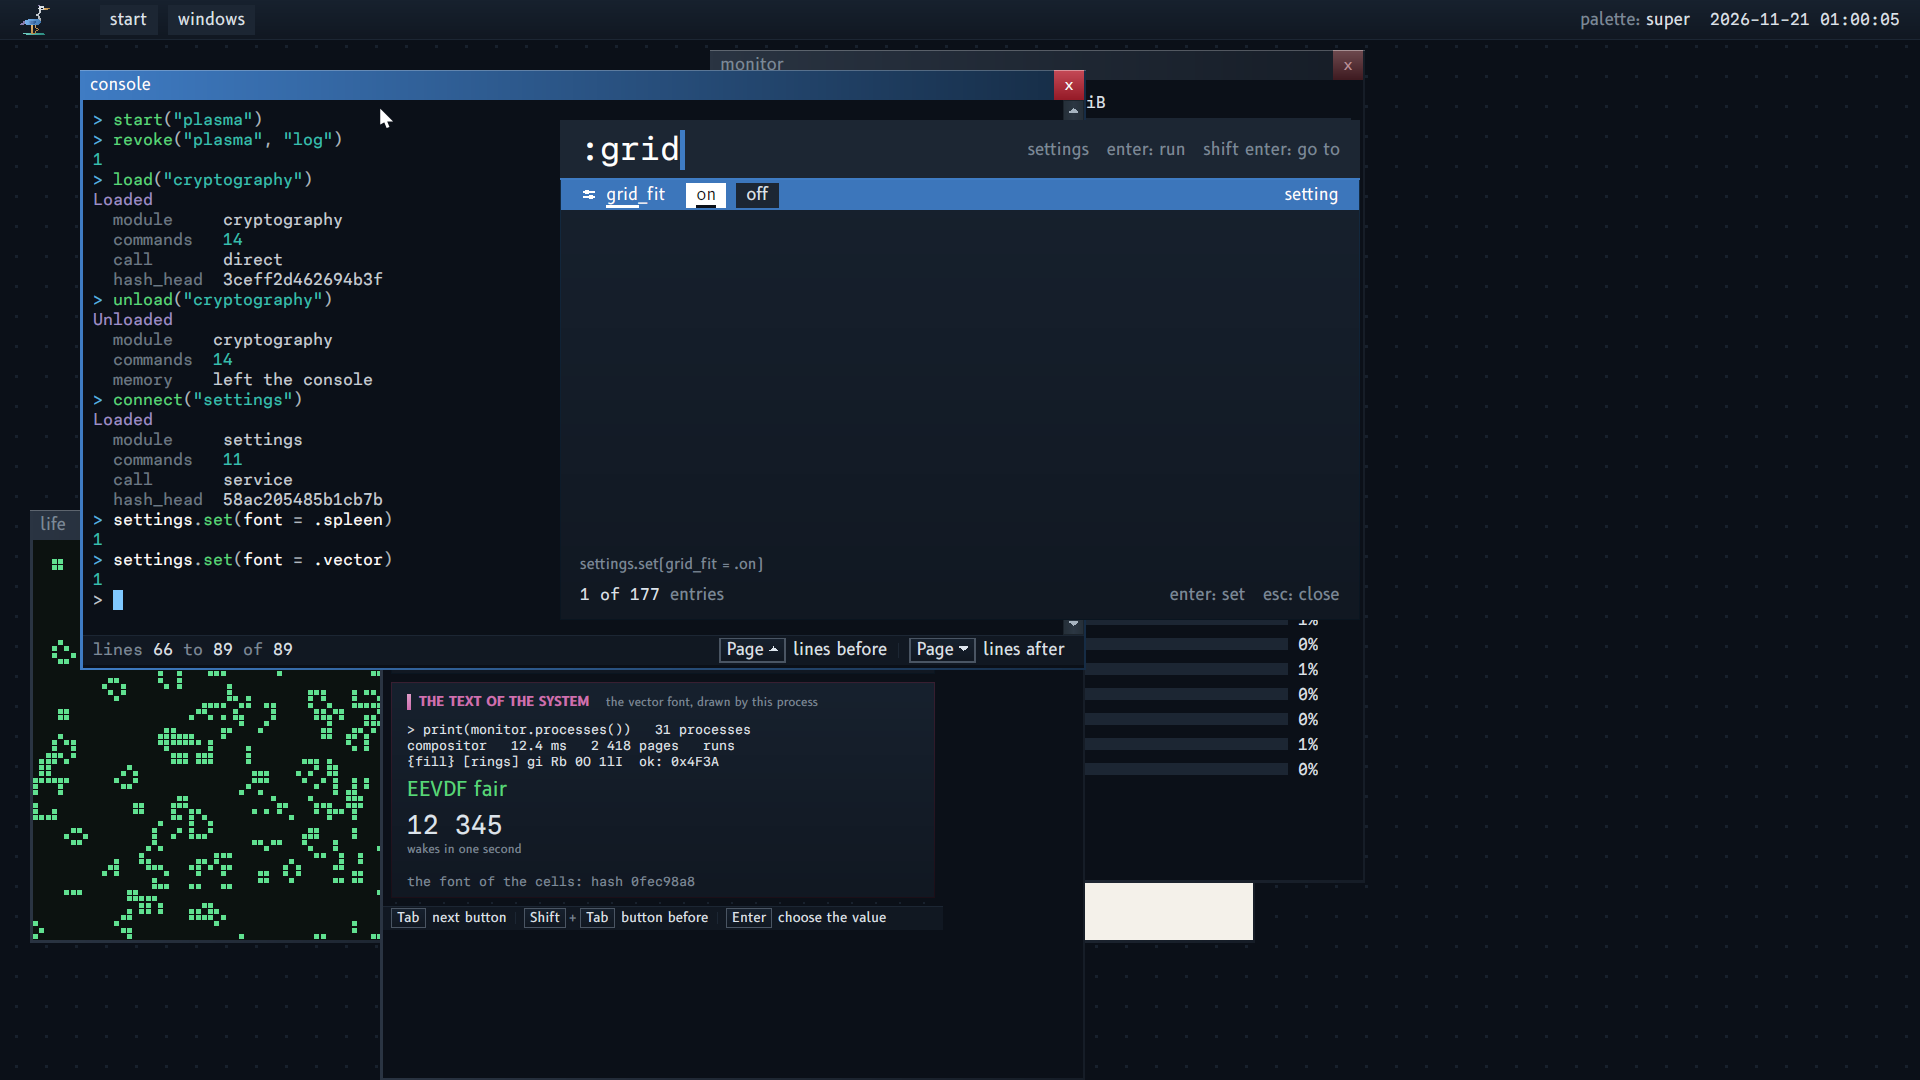 start windows palette: super 2026-11-21 01:00:05
monitor x
console x
iB
> start("plasma")
> revoke("plasma", "log")
1
> load("cryptography")
Loaded
module cryptography
commands 14
call direct
hash_head 3ceff2d462694b3f
> unload("cryptography")
Unloaded
module cryptography
commands 14
memory left the console
> connect("settings")
Loaded
module settings
commands 11
call service
hash_head 58ac205485b1cb7b
> settings.set(font = .spleen)
1
> settings.set(font = .vector)
1
>
lines 66 to 89 of 89 Page lines before Page lines after
:grid settings enter: run shift enter: go to
grid_fit on off setting
settings.set[grid_fit = .on]
1 of 177 entries enter: set esc: close
life
1%
0%
1%
0%
0%
1%
0%
THE TEXT OF THE SYSTEM the vector font, drawn by this process
> print(monitor.processes()) 31 processes
compositor 12.4 ms 2 418 pages runs
{fill} [rings] gi Rb 0O 1lI ok: 0x4F3A
EEVDF fair
12 345
wakes in one second
the font of the cells: hash 0fec98a8
Tab next button Shift + Tab button before Enter choose the value